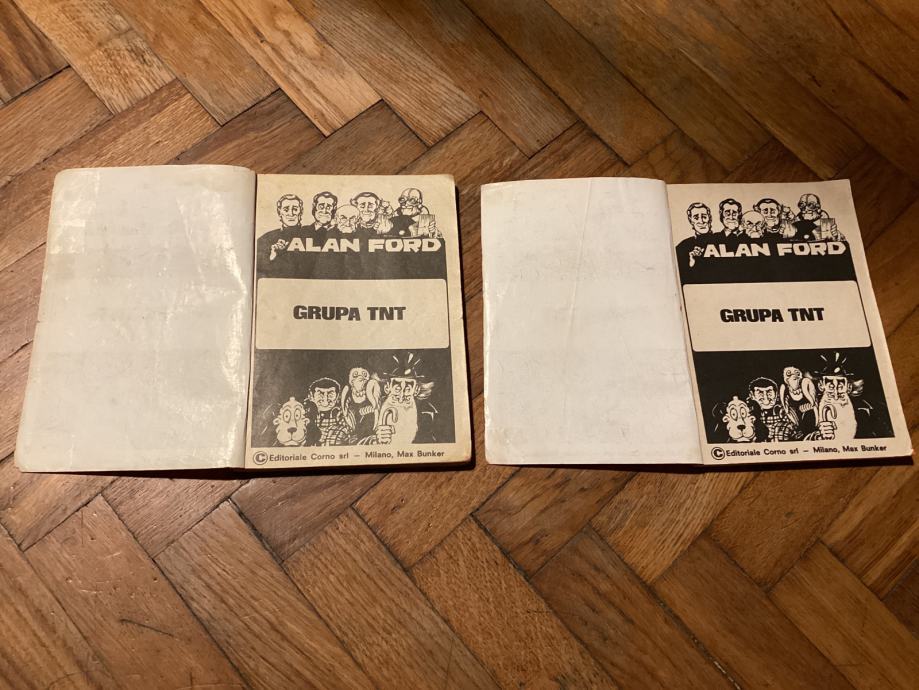 ALAN FORD
GRUPA TNT
©Editoriale Corno srl — Milano, Max Bunker
ALAN FORD
GRUPA TNT
©Editoriale Corno srl — Milano, Max Bunker